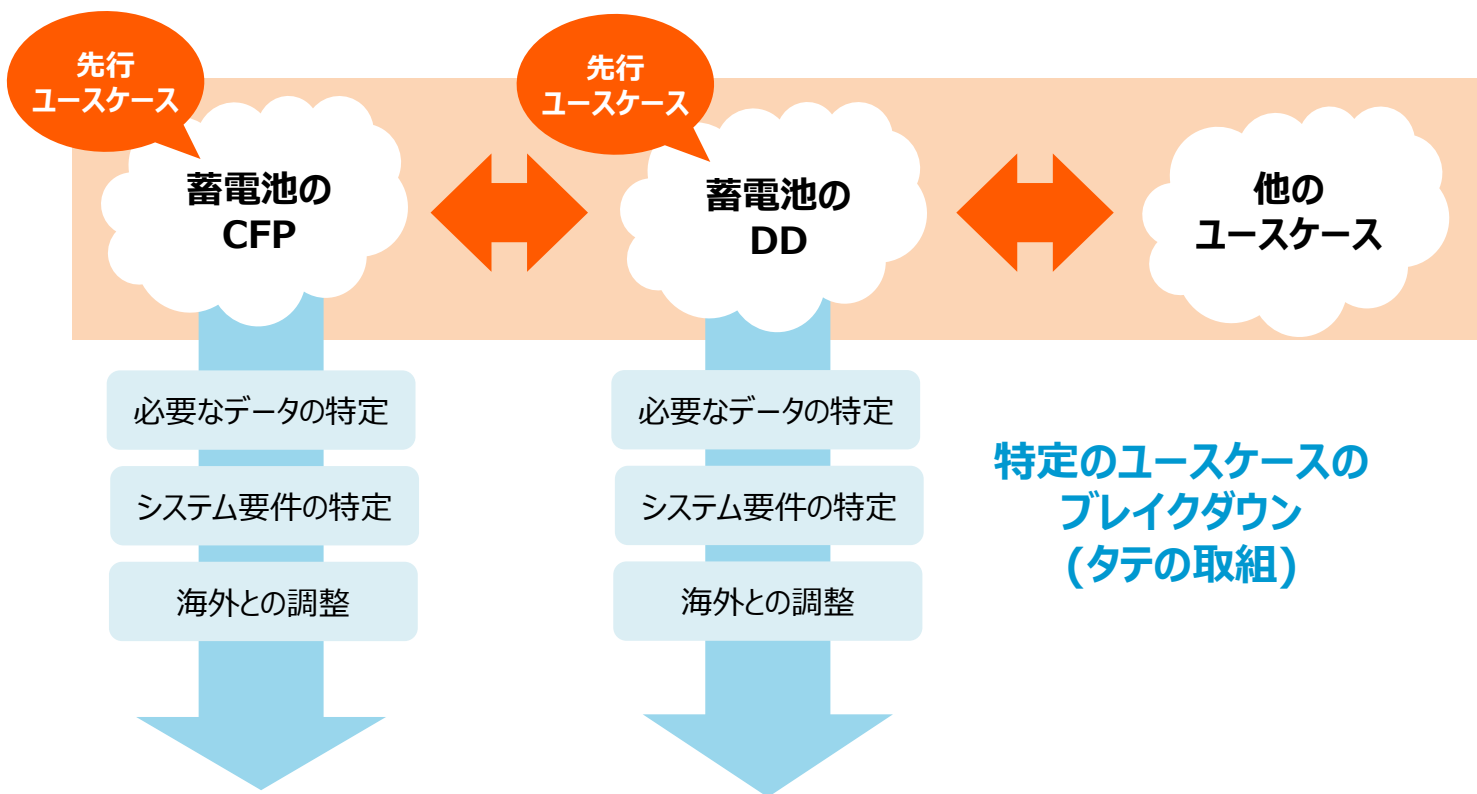 先行
ユースケース
先行
ユースケース
蓄電池の
CFP
蓄電池の
DD
他の
ユースケース
必要なデータの特定
システム要件の特定
海外との調整
必要なデータの特定
システム要件の特定
海外との調整
特定のユースケースの
ブレイクダウン
(タテの取組)